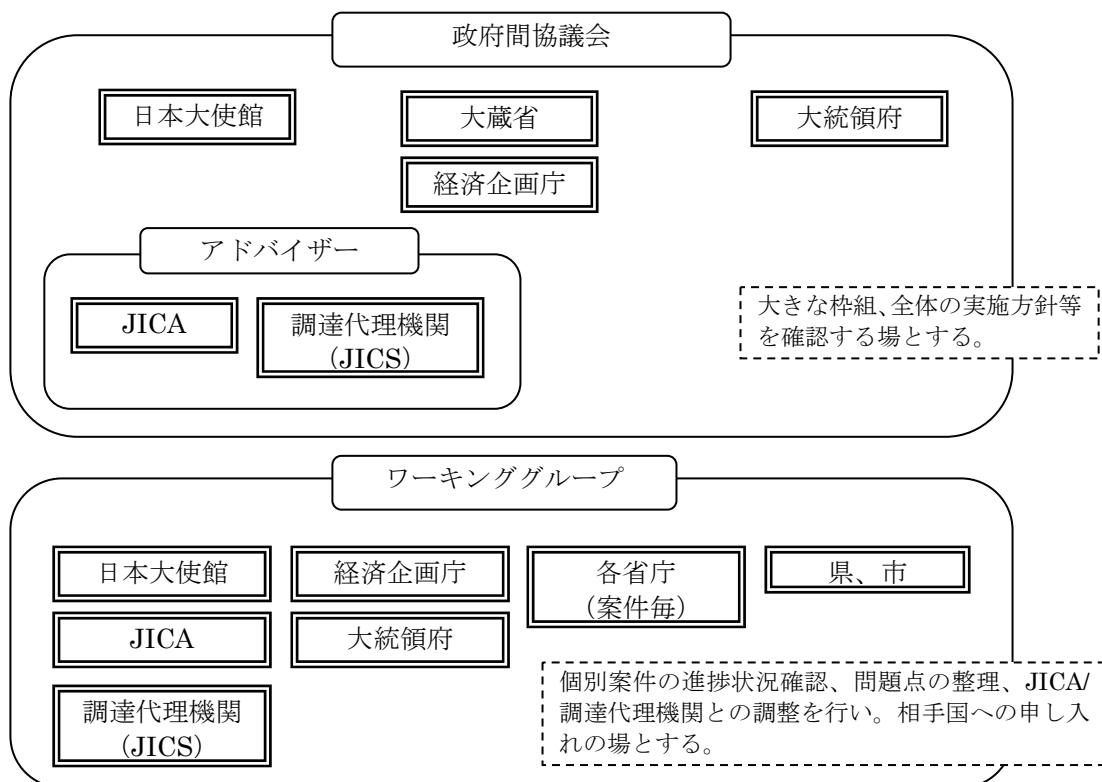 政府間協議会
日本大使館
大蔵省
大統領府
経済企画庁
アドバイザー
JICA
調達代理機関
(JICS)
大きな枠組、全体の実施方針等
を確認する場とする。
ワーキンググループ
日本大使館
経済企画庁
各省庁
(案件毎)
県、市
JICA
大統領府
調達代理機関
(JICS)
個別案件の進捗状況確認、問題点の整理、JICA/
調達代理機関との調整を行い。相手国への申し入
れの場とする。